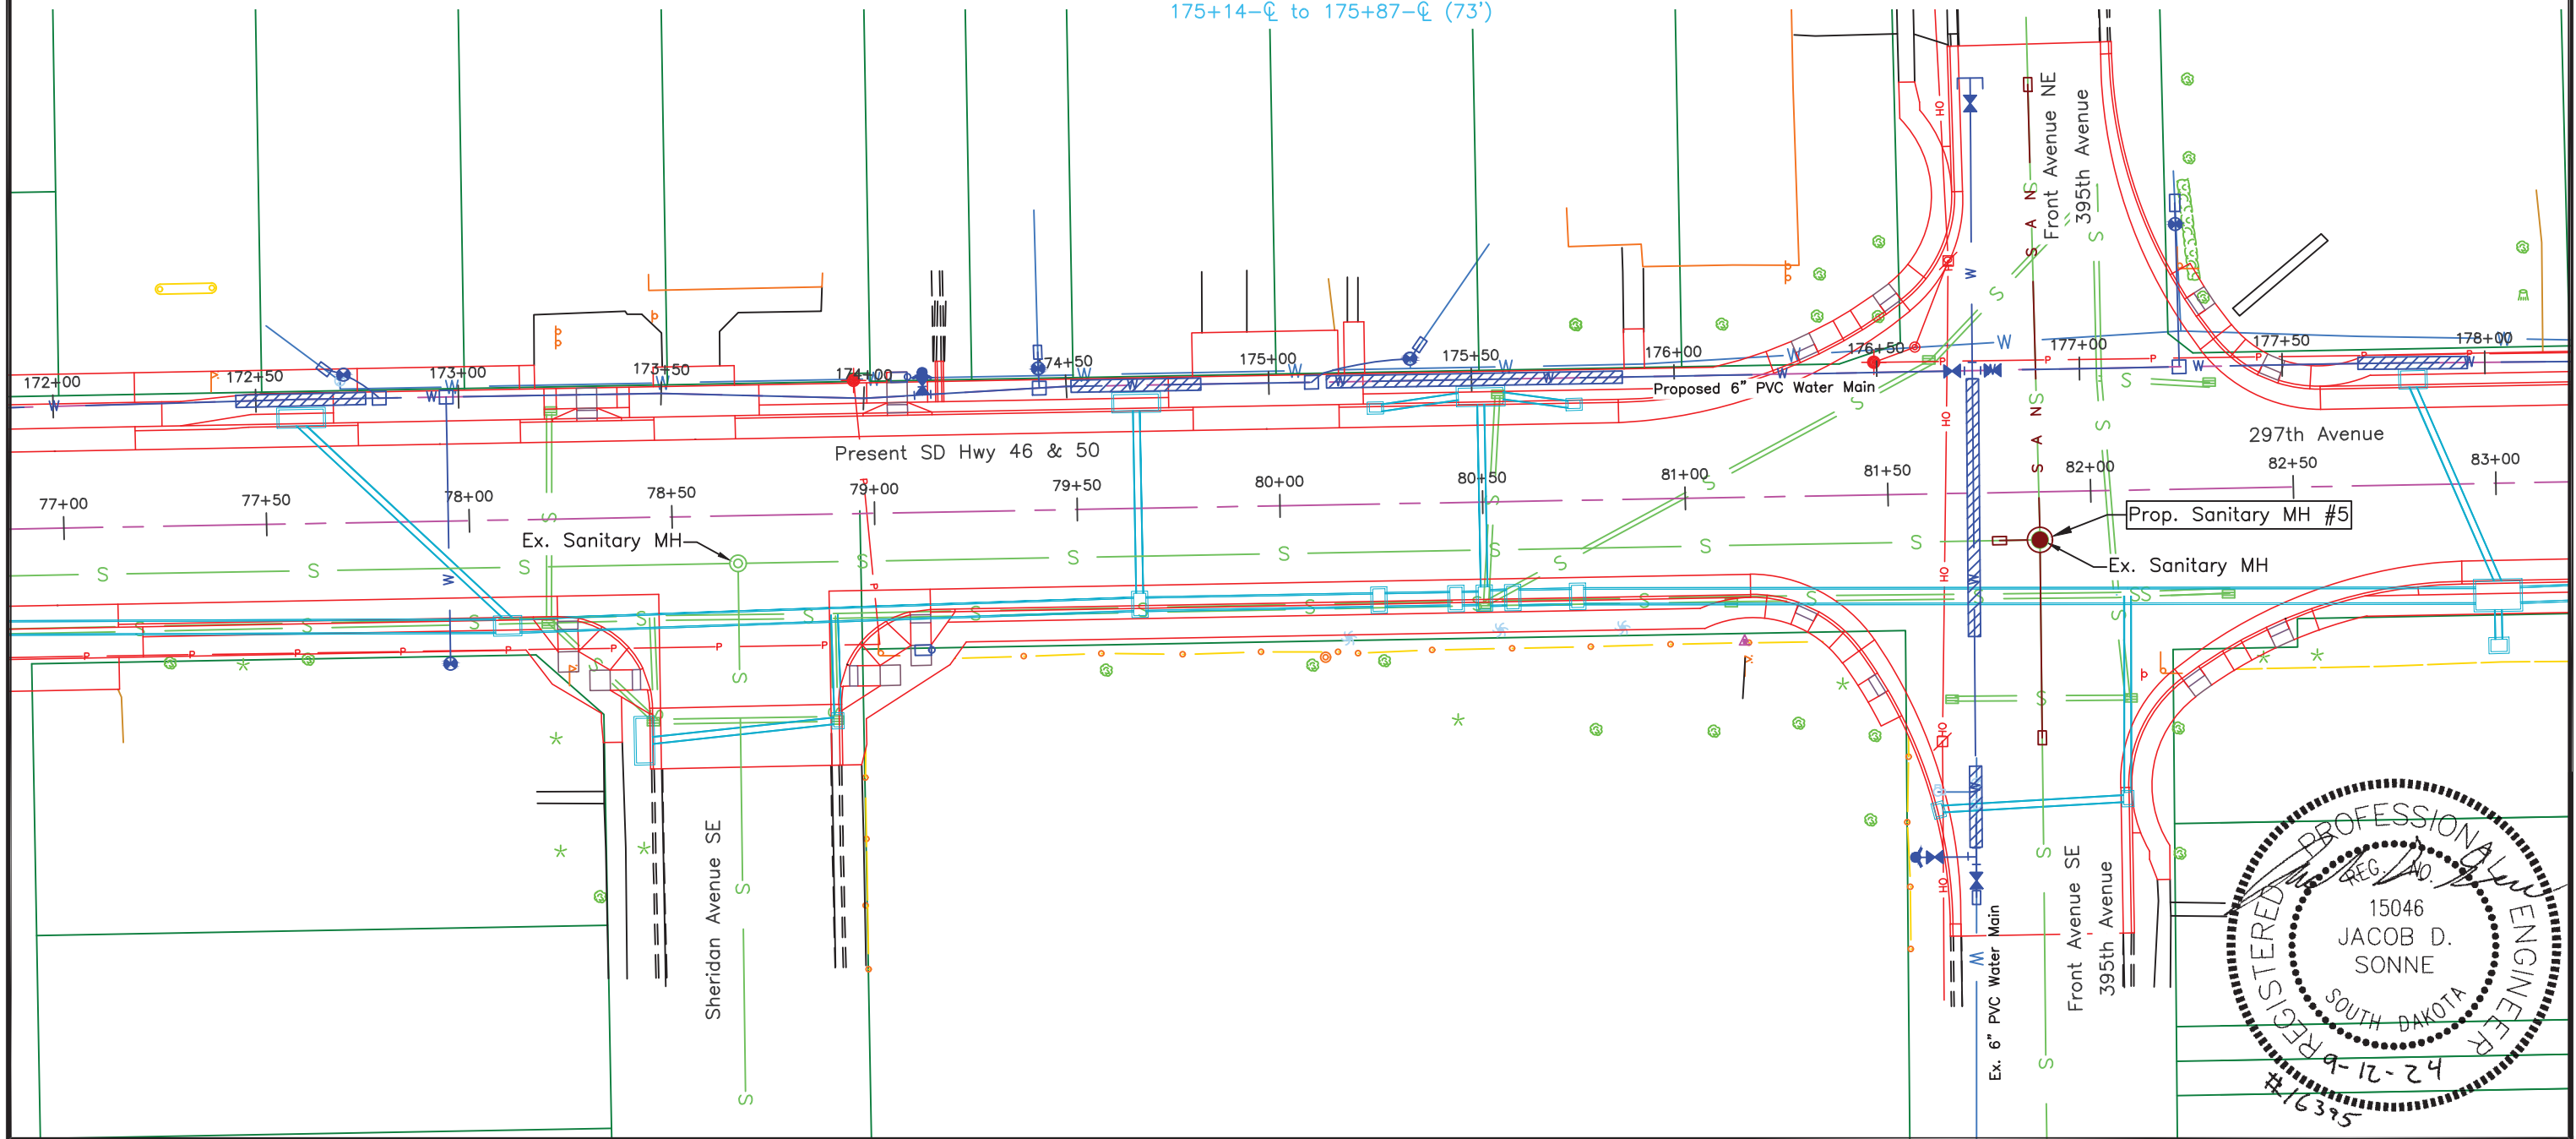 175+14-℄ to 175+87-℄ (73')
Front Avenue NE
395th Avenue
172+00
172+50
173+00
173+50
174+00
174+50
175+00
175+50
176+00
176+50
177+00
177+50
178+00
Proposed 6" PVC Water Main
Present SD Hwy 46 & 50
297th Avenue
77+00
77+50
78+00
78+50
79+00
79+50
80+00
80+50
81+00
81+50
82+00
82+50
83+00
SAN SAN
Prop. Sanitary MH #5
Ex. Sanitary MH
Ex. Sanitary MH
Sheridan Avenue SE
Ex. 6" PVC Water Main
Front Avenue SE
395th Avenue
REGISTERED PROFESSIONAL ENGINEER
REG. NO.
15046
JACOB D.
SONNE
SOUTH DAKOTA
9-12-24
#16395